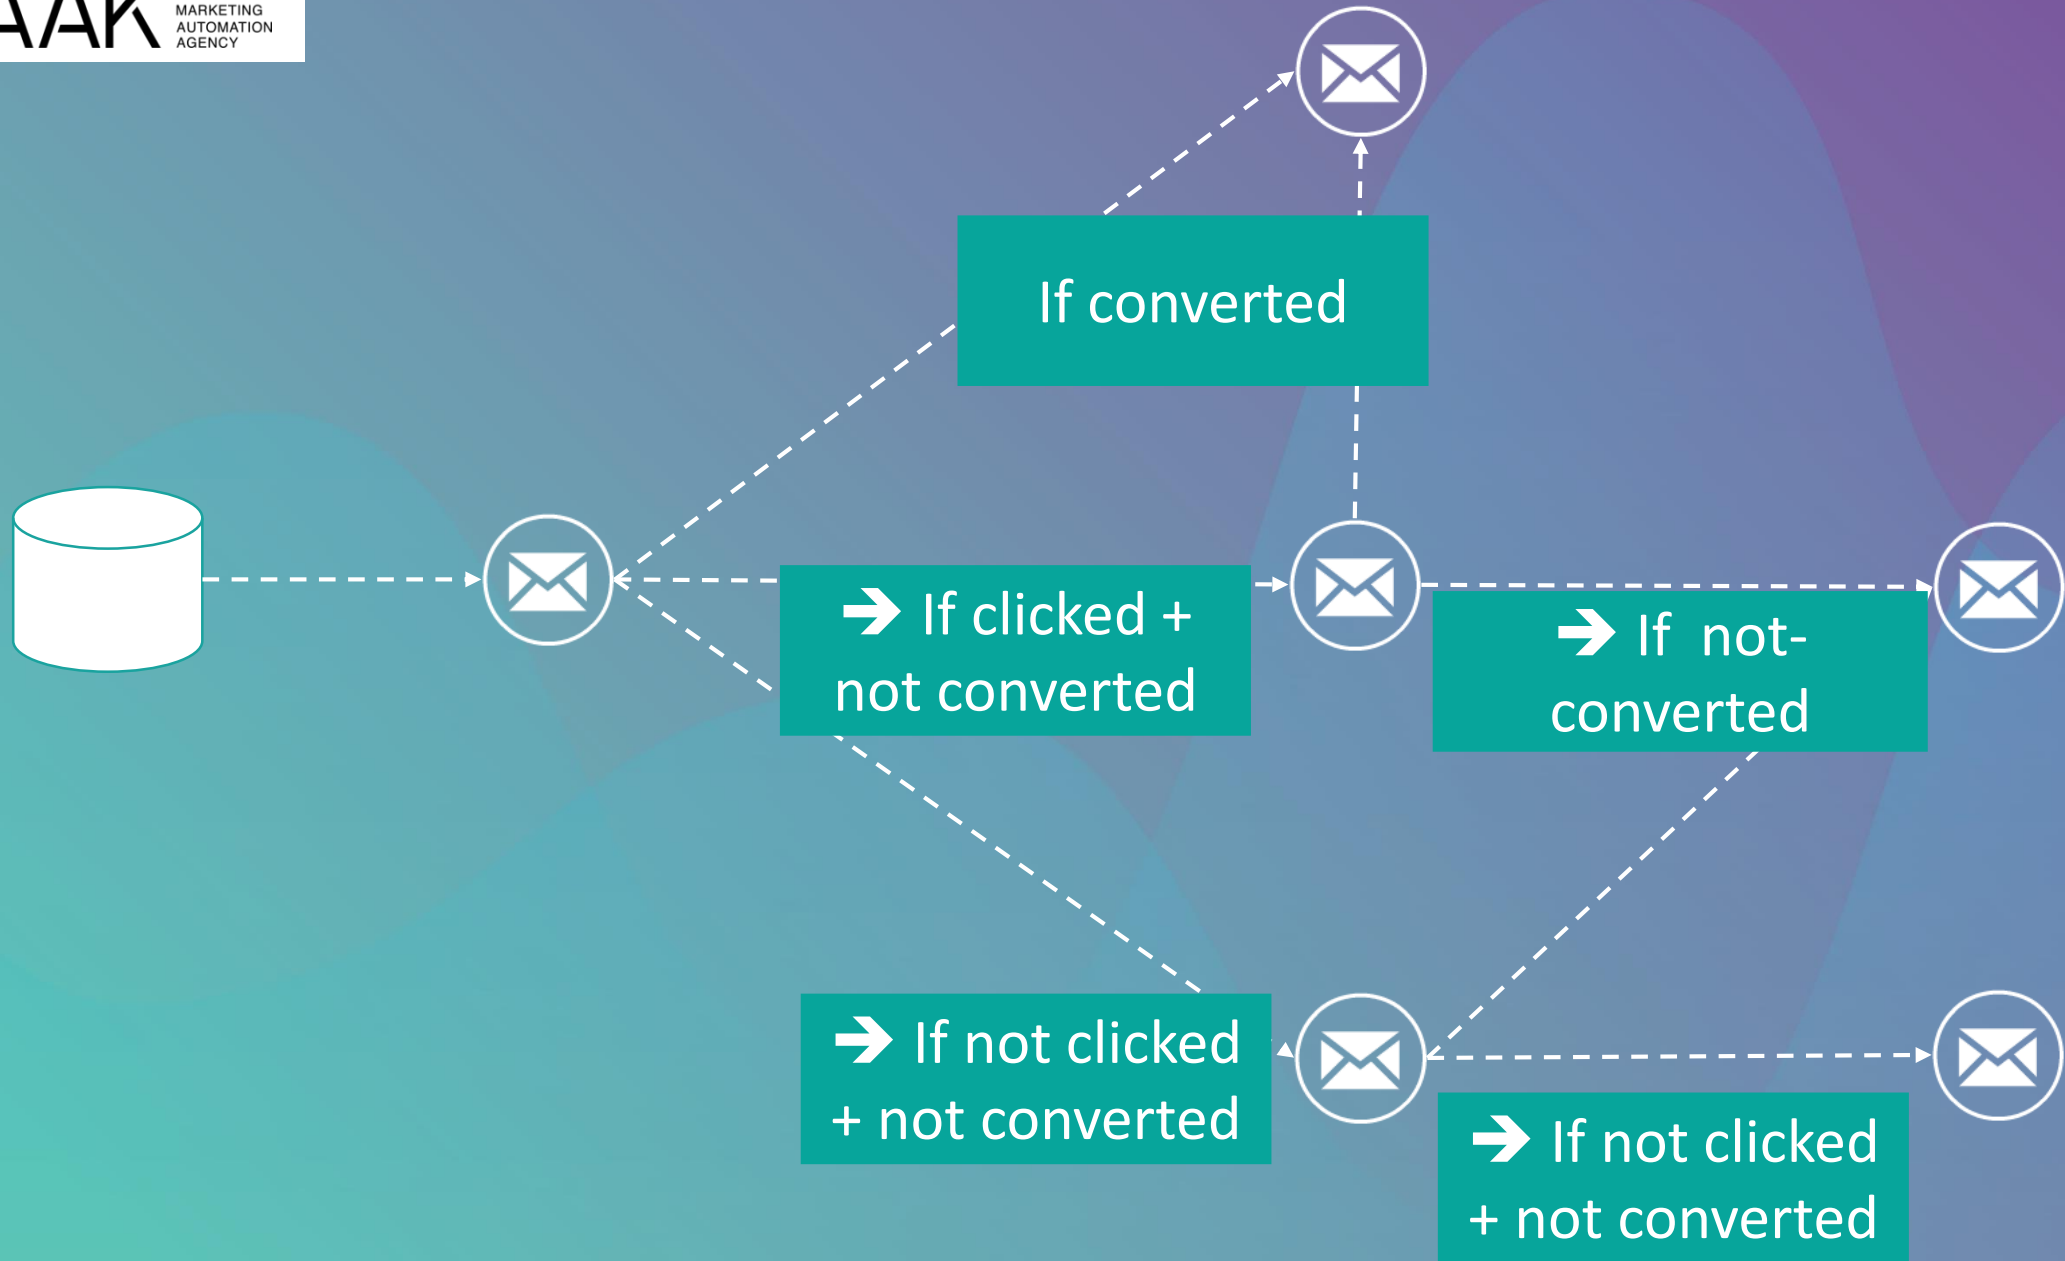 MARKETING
AUTOMATION
AGENCY
If converted
➔ If clicked +
not converted
➔ If not-
converted
➔ If not clicked
+ not converted
➔ If not clicked
+ not converted